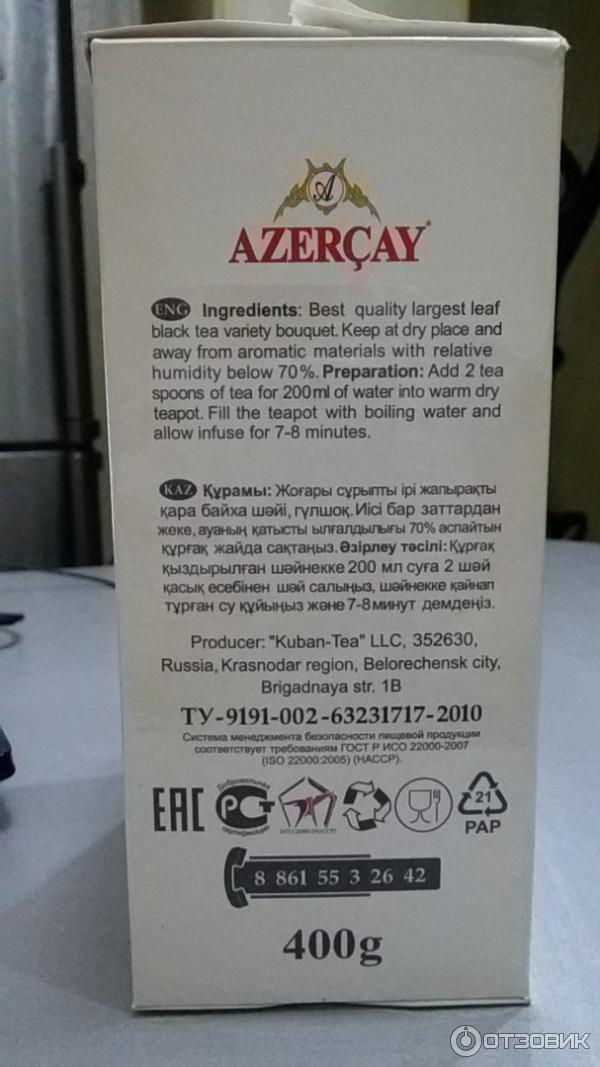 A
AZERÇAY®
ENG Ingredients: Best quality largest leaf
black tea variety bouquet. Keep at dry place and
away from aromatic materials with relative
humidity below 70%. Preparation: Add 2 tea
spoons of tea for 200ml of water into warm dry
teapot. Fill the teapot with boiling water and
allow infuse for 7-8 minutes.
KAZ Құрамы: Жоғары сұрыпты ірі жапырақты
қара байха шәйі, гүлшоқ. Иісі бар заттардан
жеке, ауаның қатысты ылғалдылығы 70% аспайтын
құрғақ жайда сақтаңыз. Әзірлеу тәсілі: Құрғақ
қыздырылған шәйнекке 200 мл суға 2 шәй
қасық есебінен шәй салыңыз, шәйнекке қайнап
тұрған су құйыңыз және 7-8 минут демдеңіз.
Producer: "Kuban-Tea" LLC, 352630,
Russia, Krasnodar region, Belorechensk city,
Brigadnaya str. 1B
ТУ-9191-002-63231717-2010
Система менеджмента безопасности пищевой продукции
соответствует требованиям ГОСТ Р ИСО 22000-2007
(ISO 22000:2005) (НАССР).
EAC
Добровольная
сертификация
21
PAP
8 861 55 3 26 42
400g
ОТЗОВИК